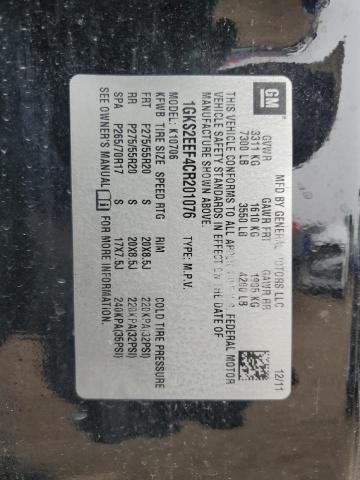 GM
MFD BY GENERAL MOTORS LLC
12/11
GVWR GAWR FRT GAWR RR
3311 KG 1610 KG 1905 KG
7300 LB 3550 LB 4200 LB
THIS VEHICLE CONFORMS TO ALL APPLICABLE U.S. FEDERAL MOTOR
VEHICLE SAFETY STANDARDS IN EFFECT ON THE DATE OF
MANUFACTURE SHOWN ABOVE.
1GKS2EEF4CR201076 TYPE: M.P.V.
MODEL: K10706
KFWB TIRE SIZE SPEED RTG RIM COLD TIRE PRESSURE
FRT P275/55R20 S 20X8.5J 220KPA(32PSI)
RR P275/55R20 S 20X8.5J 220KPA(32PSI)
SPA P265/70R17 S 17X7.5J 240KPA(35PSI)
SEE OWNER'S MANUAL FOR MORE INFORMATION.